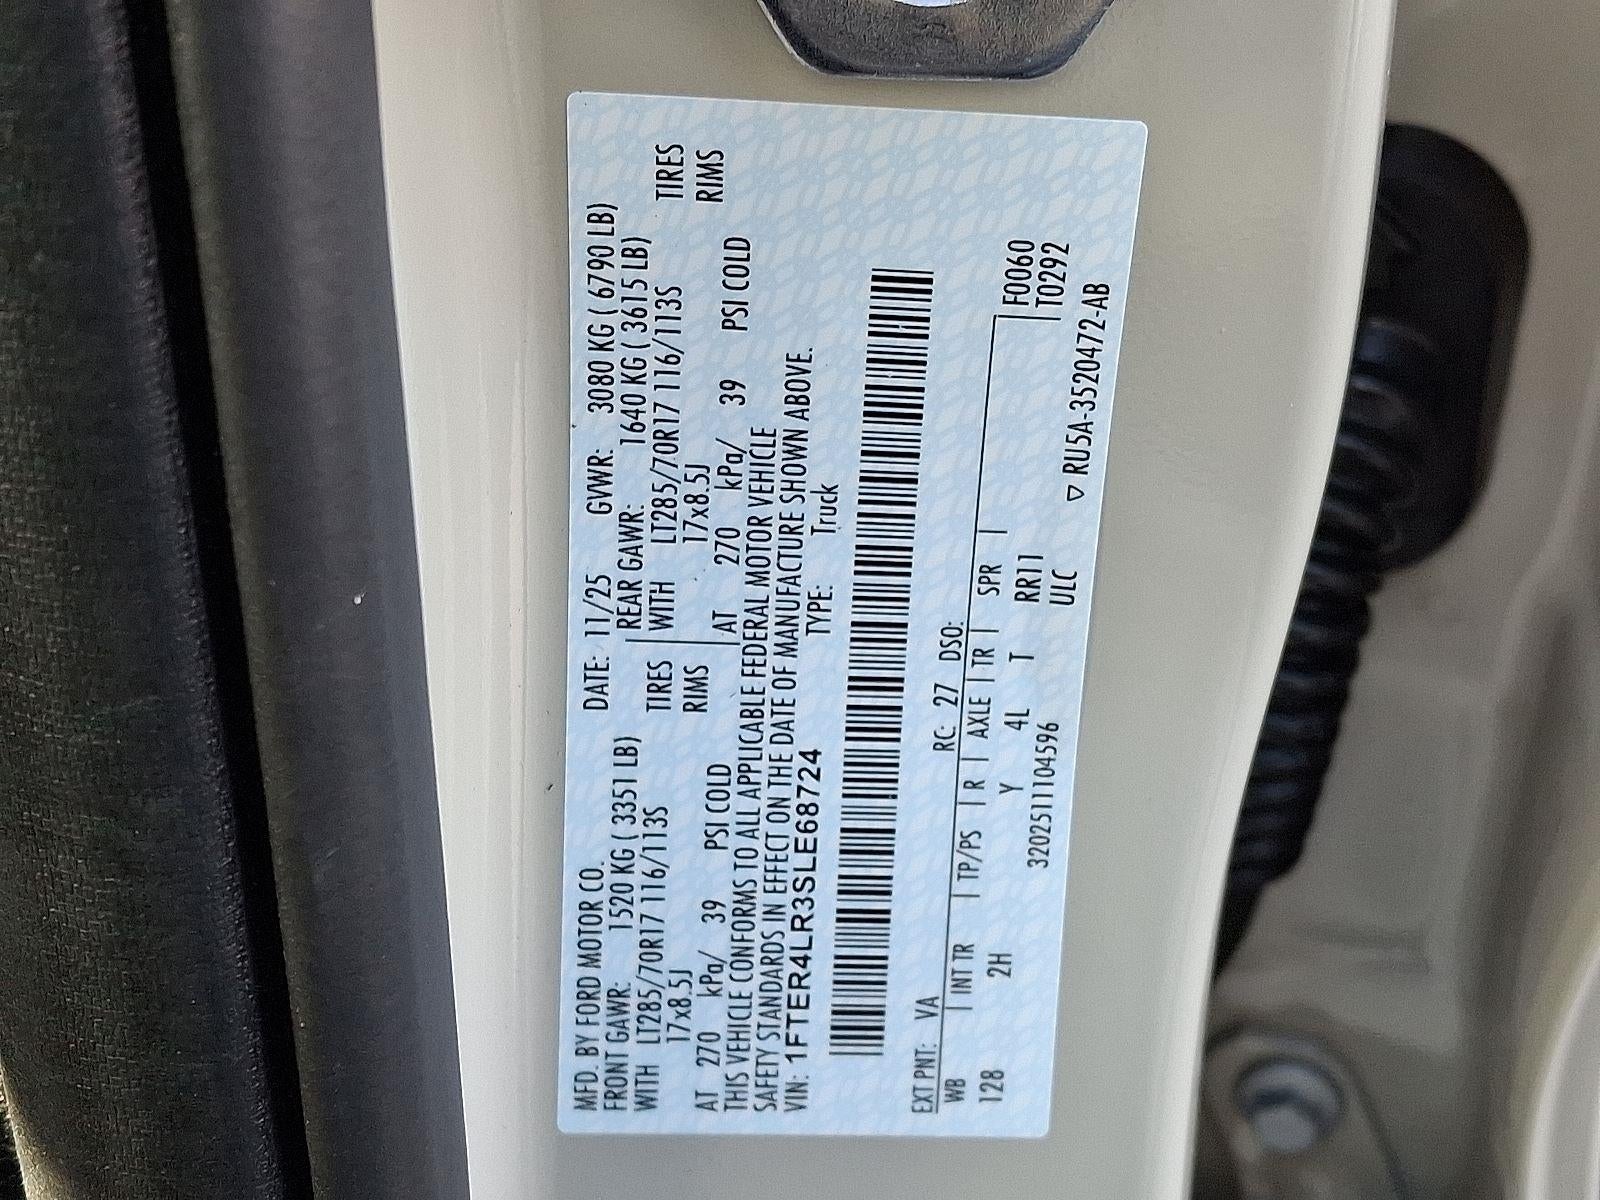 MFD. BY FORD MOTOR CO. DATE: 11/25 GVWR: 3080 KG ( 6790 LB)
FRONT GAWR: 1520 KG ( 3351 LB) REAR GAWR: 1640 KG ( 3615 LB)
WITH LT285/70R17 116/113S TIRES WITH LT285/70R17 116/113S TIRES
17x8.5J RIMS 17x8.5J RIMS
AT 270 kPa/ 39 PSI COLD AT 270 kPa/ 39 PSI COLD
THIS VEHICLE CONFORMS TO ALL APPLICABLE FEDERAL MOTOR VEHICLE
SAFETY STANDARDS IN EFFECT ON THE DATE OF MANUFACTURE SHOWN ABOVE.
VIN: 1FTER4LR3SLE68724 TYPE: Truck
EXT PNT: VA RC: 27 DSO:
WB | INT TR | TP/PS | R | AXLE | TR | SPR | F0060
128 2H Y 4L T RR11 T0292
3202511104596 ULC
▽ RU5A-3520472-AB